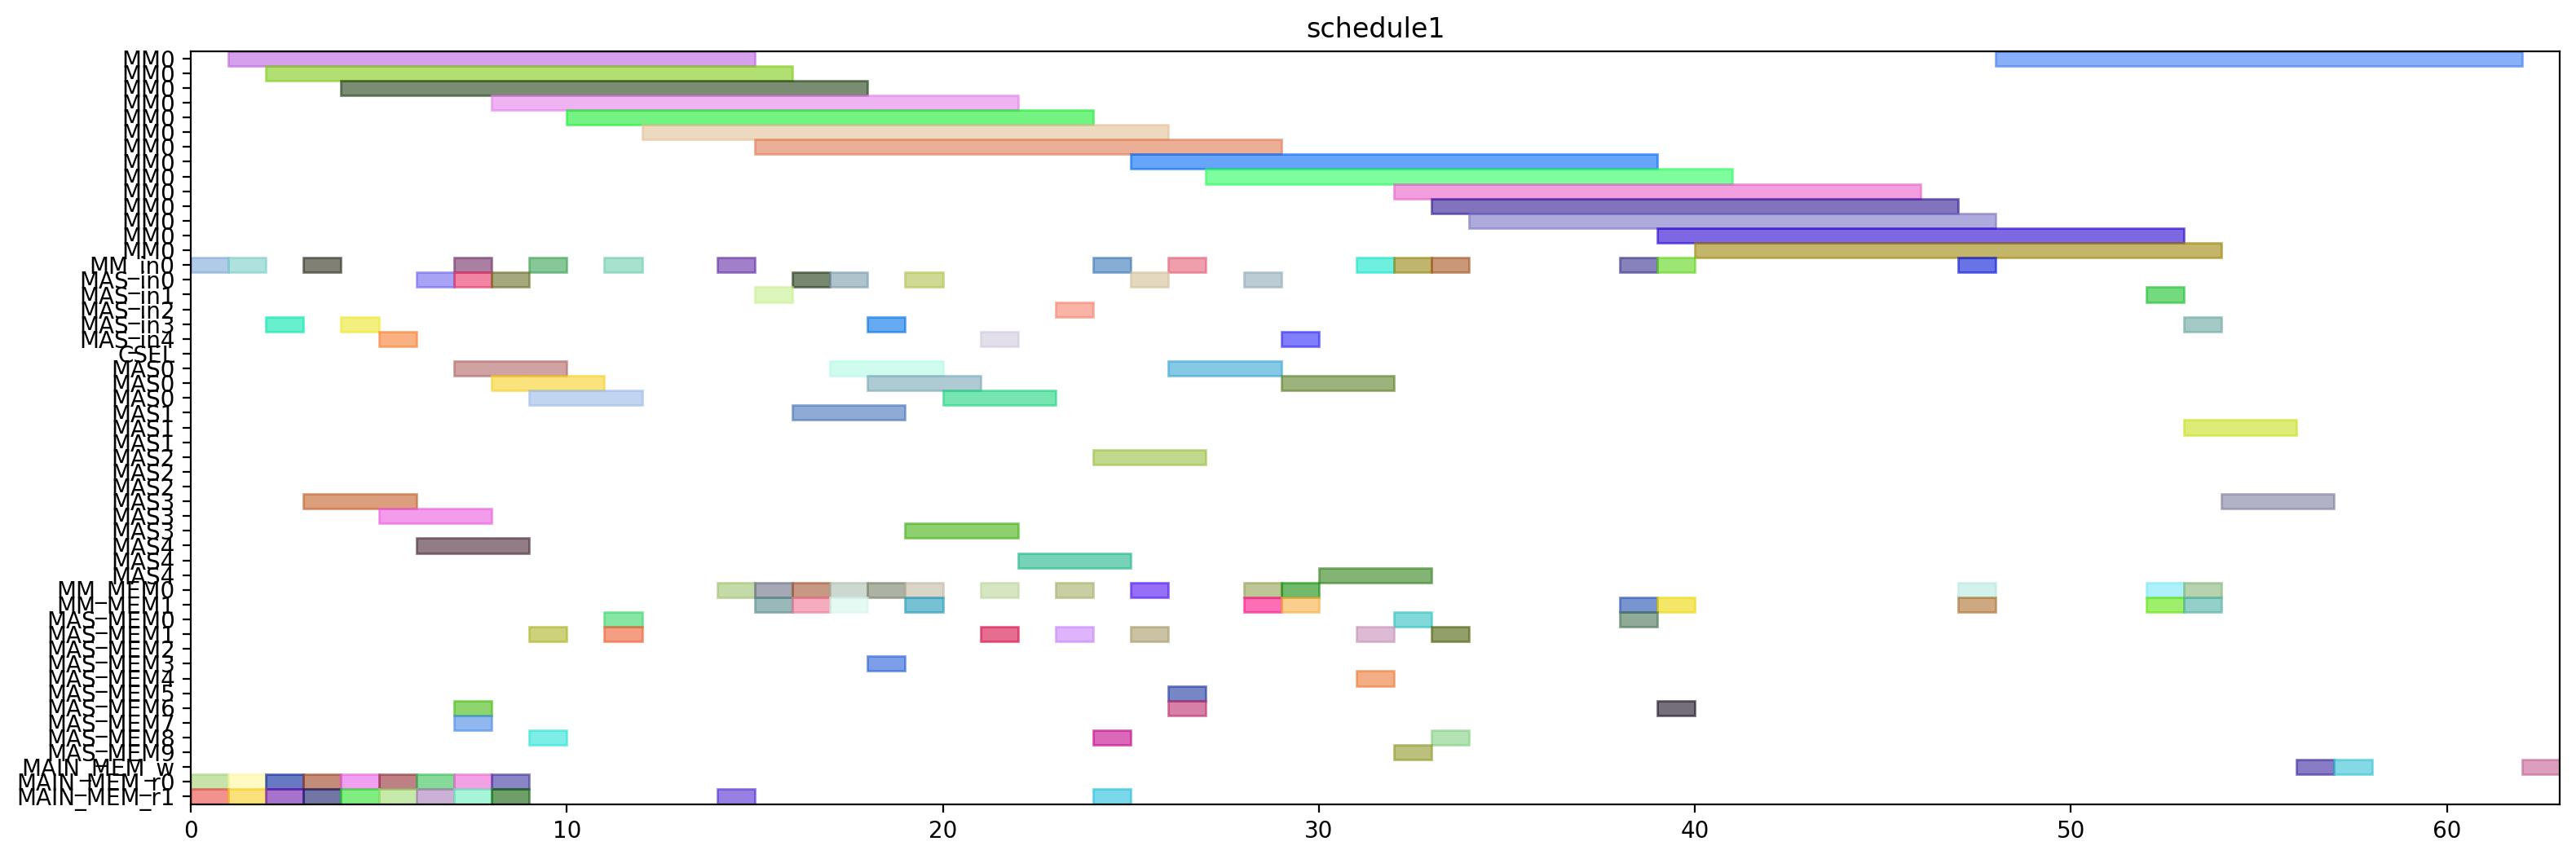 schedule1
MM0
MM0
MM0
MM0
MM0
MM0
MM0
MM0
MM0
MM0
MM0
MM0
MM0
MM0
MM_in0
MAS_in0
MAS_in1
MAS_in2
MAS_in3
MAS_in4
CSEL
MAS0
MAS0
MAS0
MAS1
MAS1
MAS1
MAS2
MAS2
MAS2
MAS3
MAS3
MAS3
MAS4
MAS4
MAS4
MM_MEM0
MM_MEM1
MAS_MEM0
MAS_MEM1
MAS_MEM2
MAS_MEM3
MAS_MEM4
MAS_MEM5
MAS_MEM6
MAS_MEM7
MAS_MEM8
MAS_MEM9
MAIN_MEM_w
MAIN_MEM_r0
MAIN_MEM_r1
0 10 20 30 40 50 60